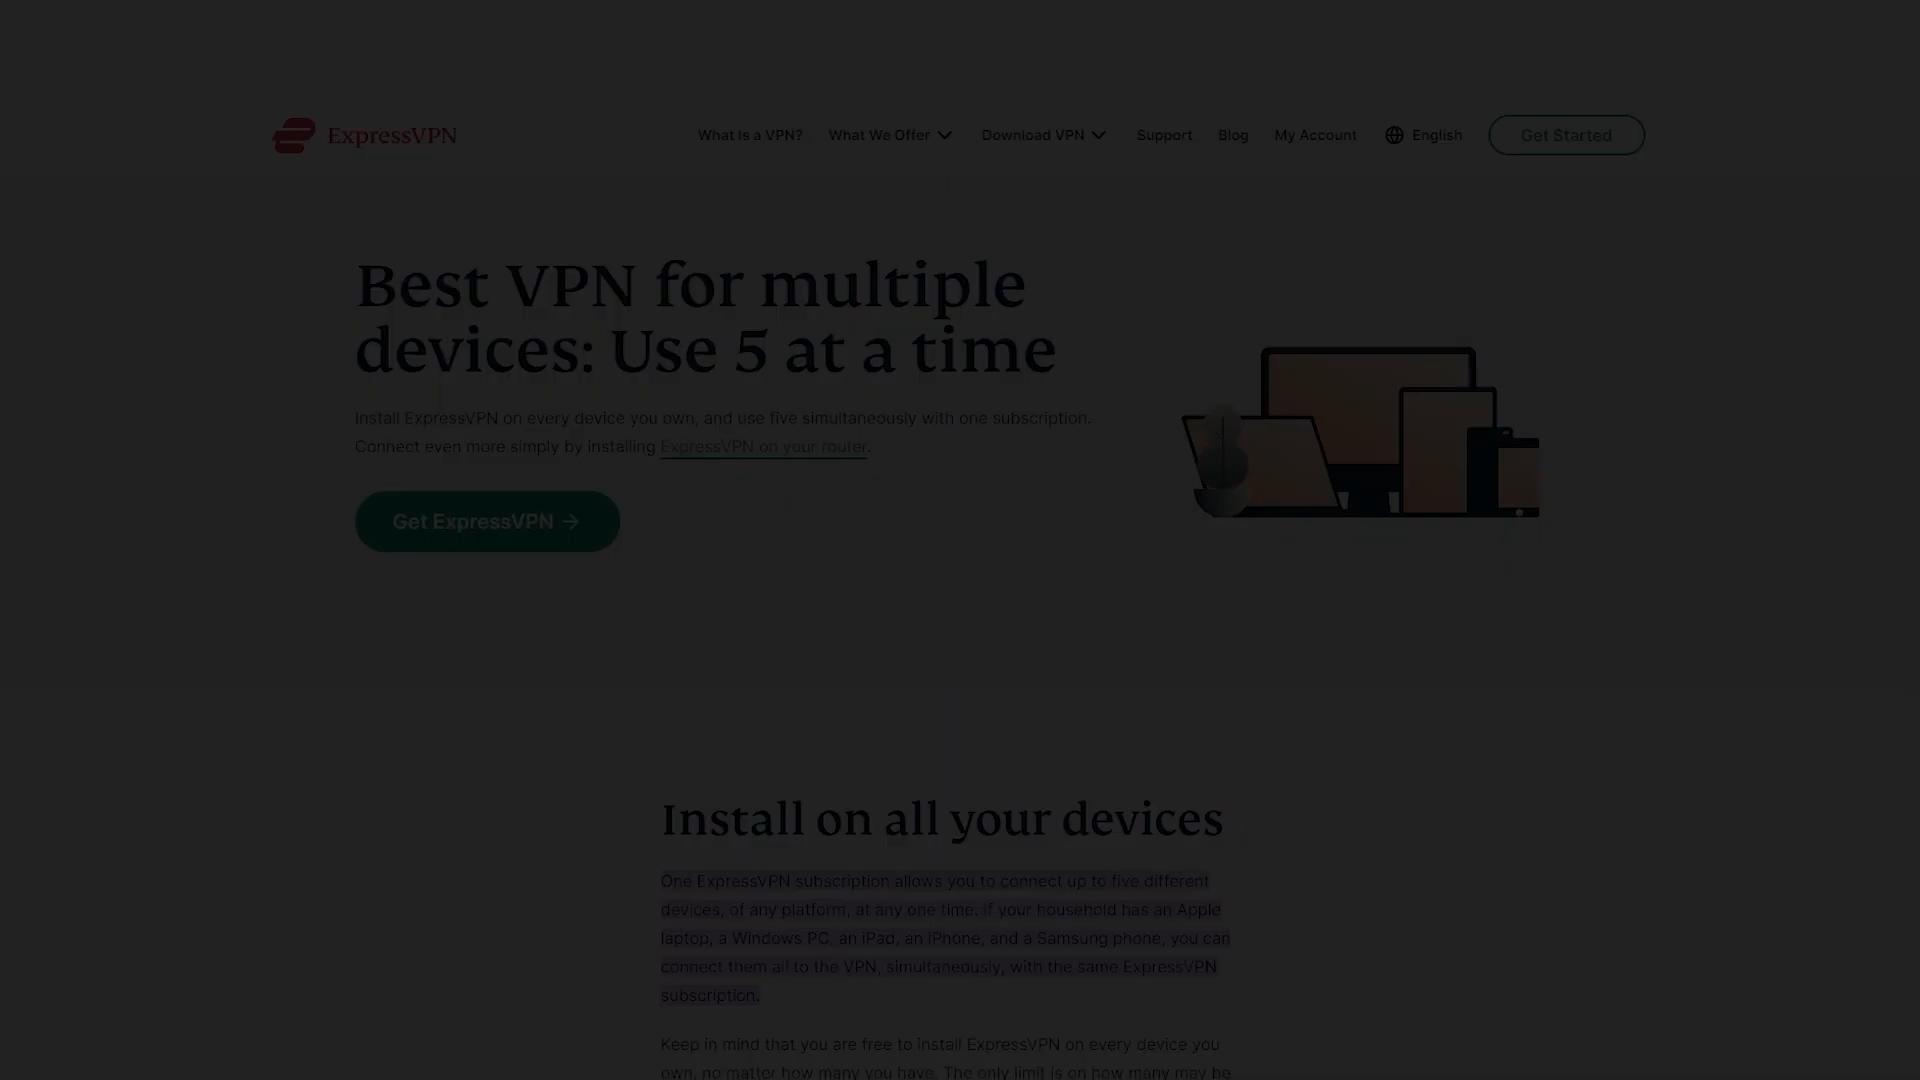 ExpressVPN
What Is a VPN?
What We Offer
Download VPN
Support
Blog
My Account
English
Get Started
Best VPN for multiple
devices: Use 5 at a time
Install ExpressVPN on every device you own, and use five simultaneously with one subscription.
Connect even more simply by installing ExpressVPN on your router.
Get ExpressVPN →
Install on all your devices
One ExpressVPN subscription allows you to connect up to five different
devices, of any platform, at any one time. If your household has an Apple
laptop, a Windows PC, an iPad, an iPhone, and a Samsung phone, you can
connect them all to the VPN, simultaneously, with the same ExpressVPN
subscription.
Keep in mind that you are free to install ExpressVPN on every device you
own, no matter how many you have. The only limit is on how many may be